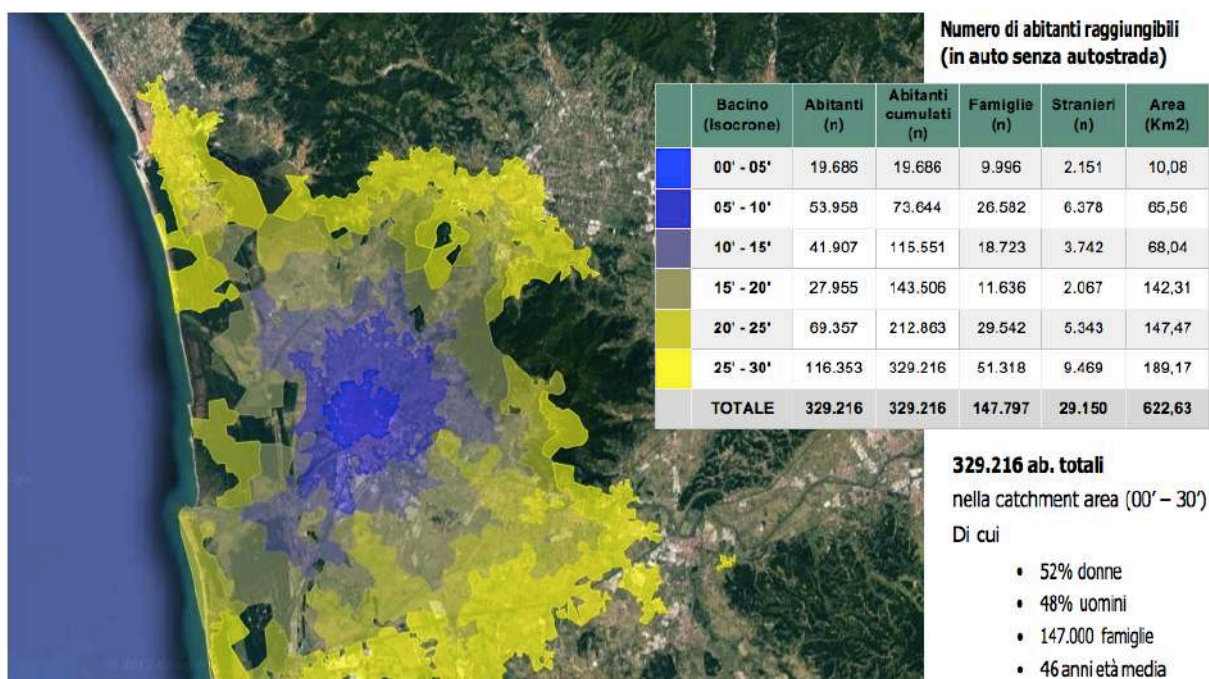 Numero di abitanti raggiungibili
(in auto senza autostrada)
Bacino (Isocrone) Abitanti (n) Abitanti cumulati (n) Famiglie (n) Stranieri (n) Area (Km2)
00' - 05' 19.686 19.686 9.996 2.151 10,08
05' - 10' 53.958 73.644 26.582 6.378 65,56
10' - 15' 41.907 115.551 18.723 3.742 68,04
15' - 20' 27.955 143.506 11.636 2.067 142,31
20' - 25' 69.357 212.863 29.542 5.343 147,47
25' - 30' 116.353 329.216 51.318 9.469 189,17
TOTALE 329.216 329.216 147.797 29.150 622,63
329.216 ab. totali
nella catchment area (00' – 30')
Di cui
• 52% donne
• 48% uomini
• 147.000 famiglie
• 46 anni età media